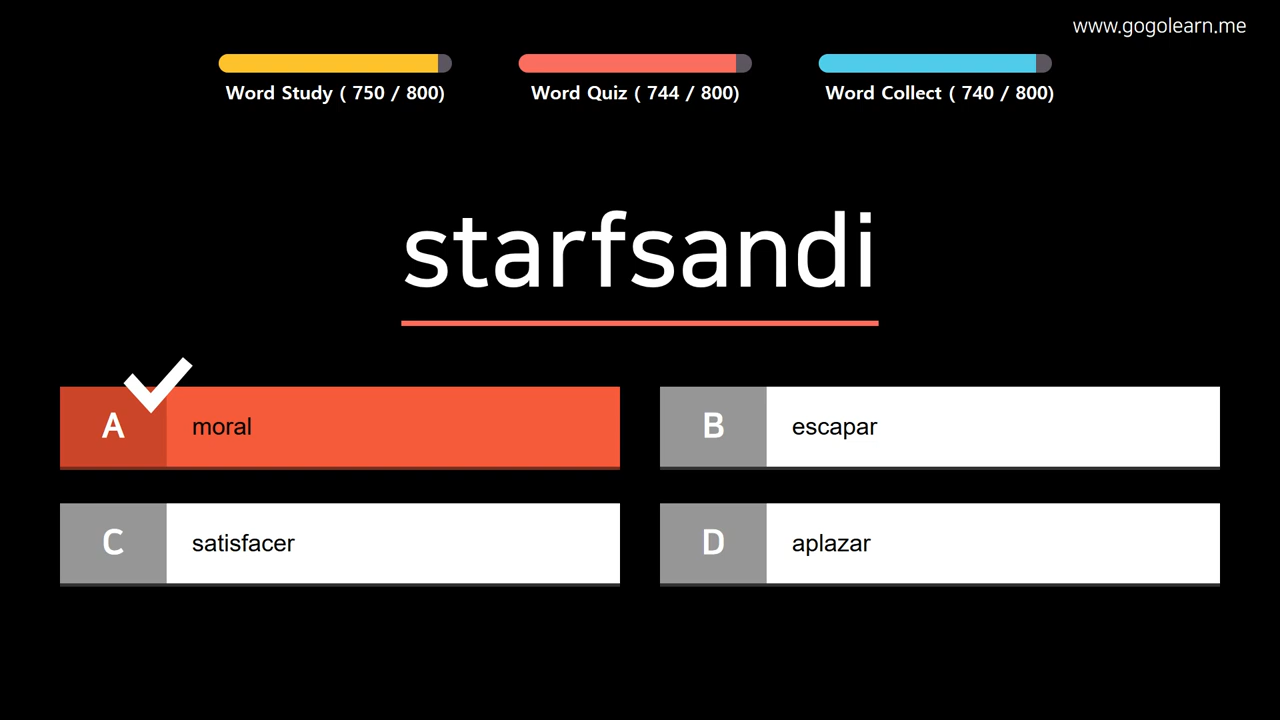 www.gogolearn.me
Word Study ( 750 / 800)
Word Quiz ( 744 / 800)
Word Collect ( 740 / 800)
starfsandi
A moral
B escapar
C satisfacer
D aplazar